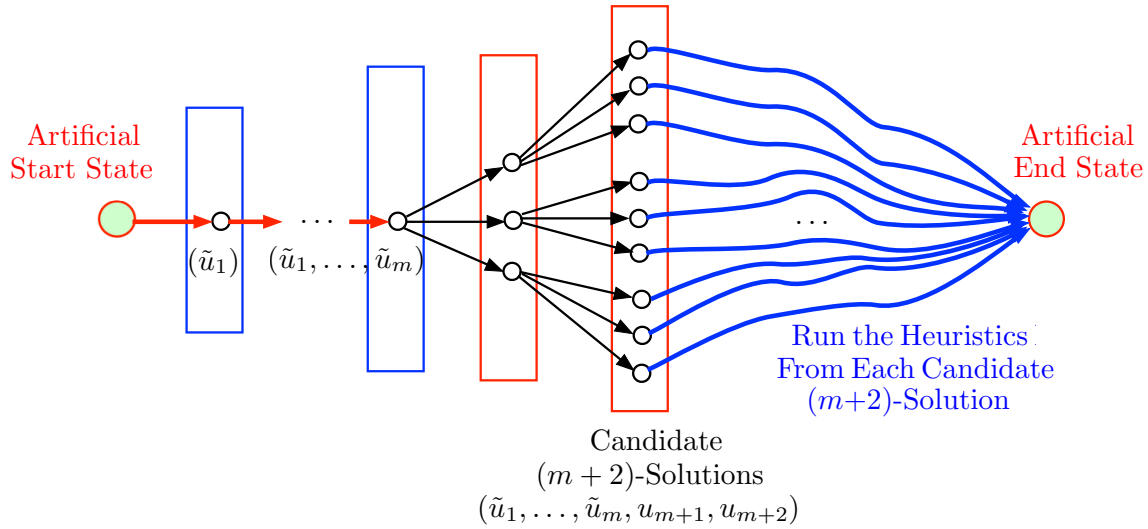 Artificial
Start State
(ũ₁)
⋯
(ũ₁, …, ũₘ)
Artificial
End State
⋯
Run the Heuristics
From Each Candidate
(m+2)-Solution
Candidate
(m + 2)-Solutions
(ũ₁, …, ũₘ, uₘ₊₁, uₘ₊₂)